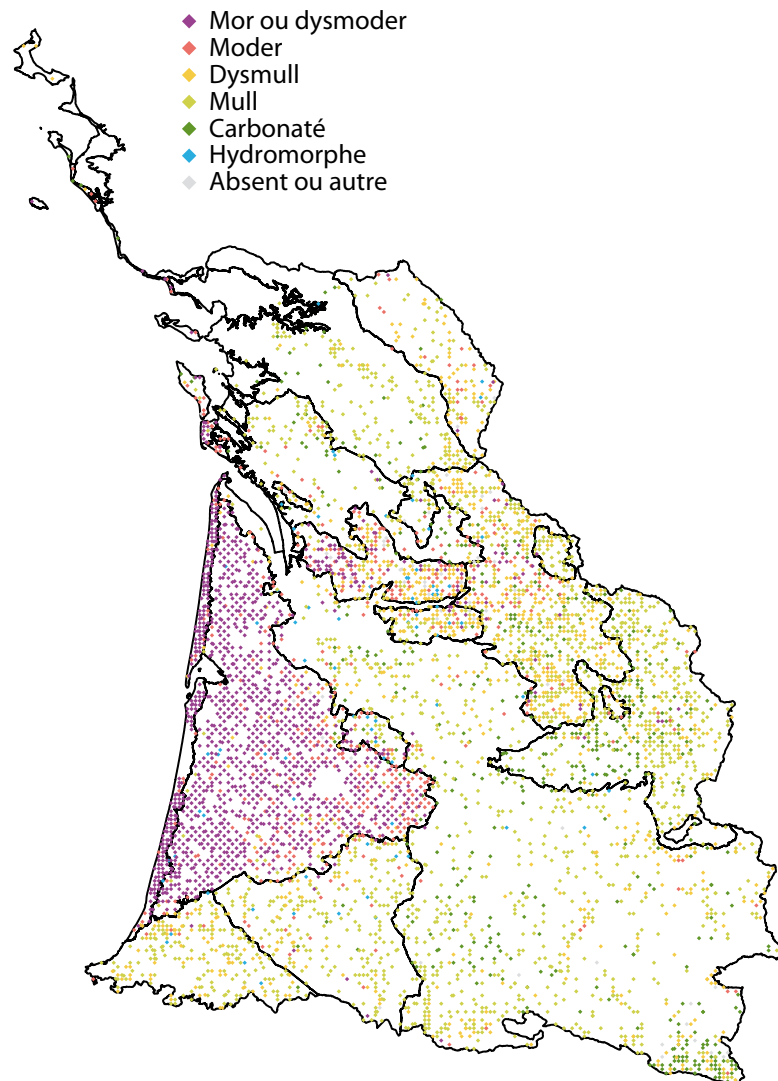 Mor ou dysmoder
Moder
Dysmull
Mull
Carbonaté
Hydromorphe
Absent ou autre